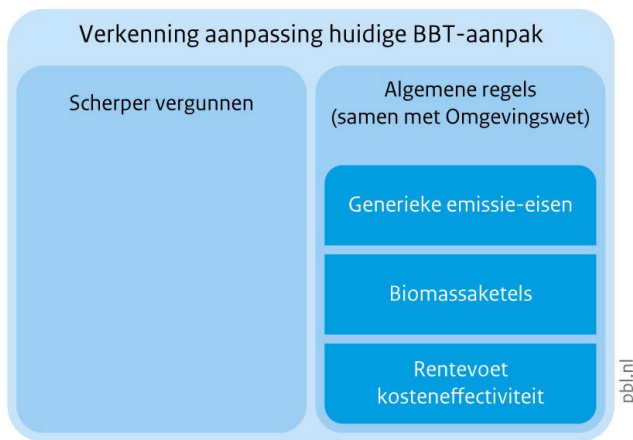 Verkenning aanpassing huidige BBT-aanpak
Scherper vergunnen
Algemene regels
(samen met Omgevingswet)
Generieke emissie-eisen
Biomassaketels
Rentevoet
kosteneffectiviteit
pbl.nl